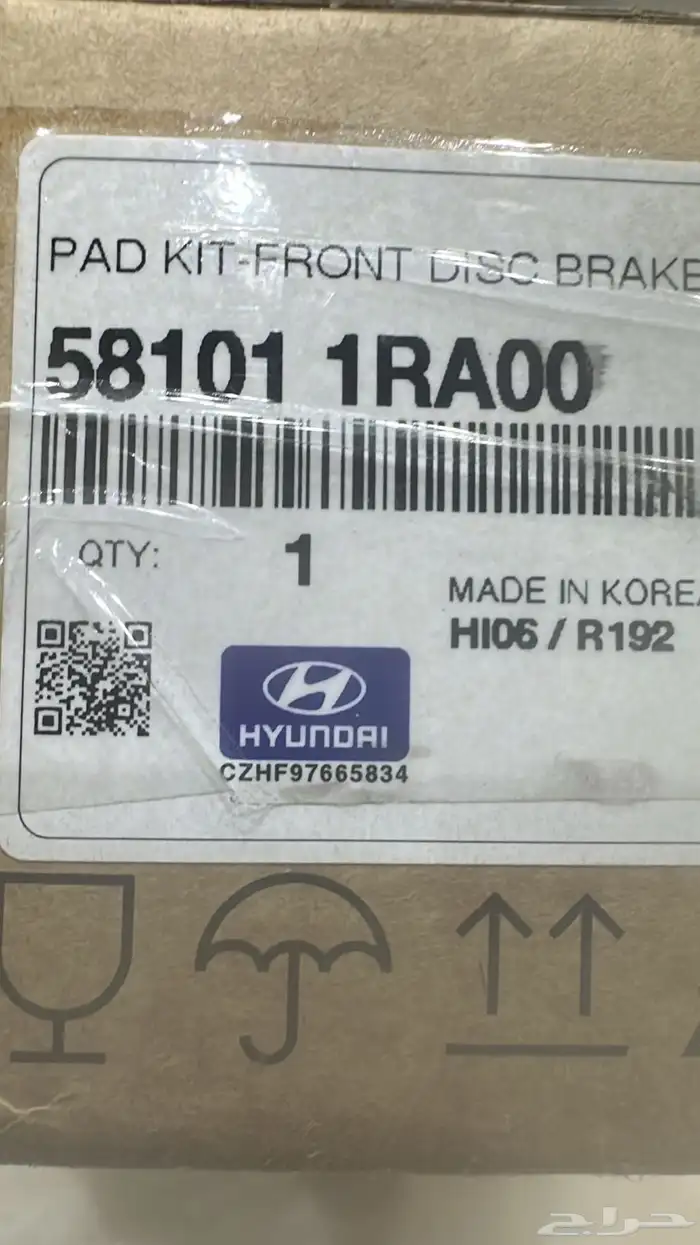 PAD KIT-FRONT DISC BRAKE
58101 1RA00
QTY: 1
MADE IN KOREA
HI06 / R192
HYUNDAI
CZHF97665834
حراج